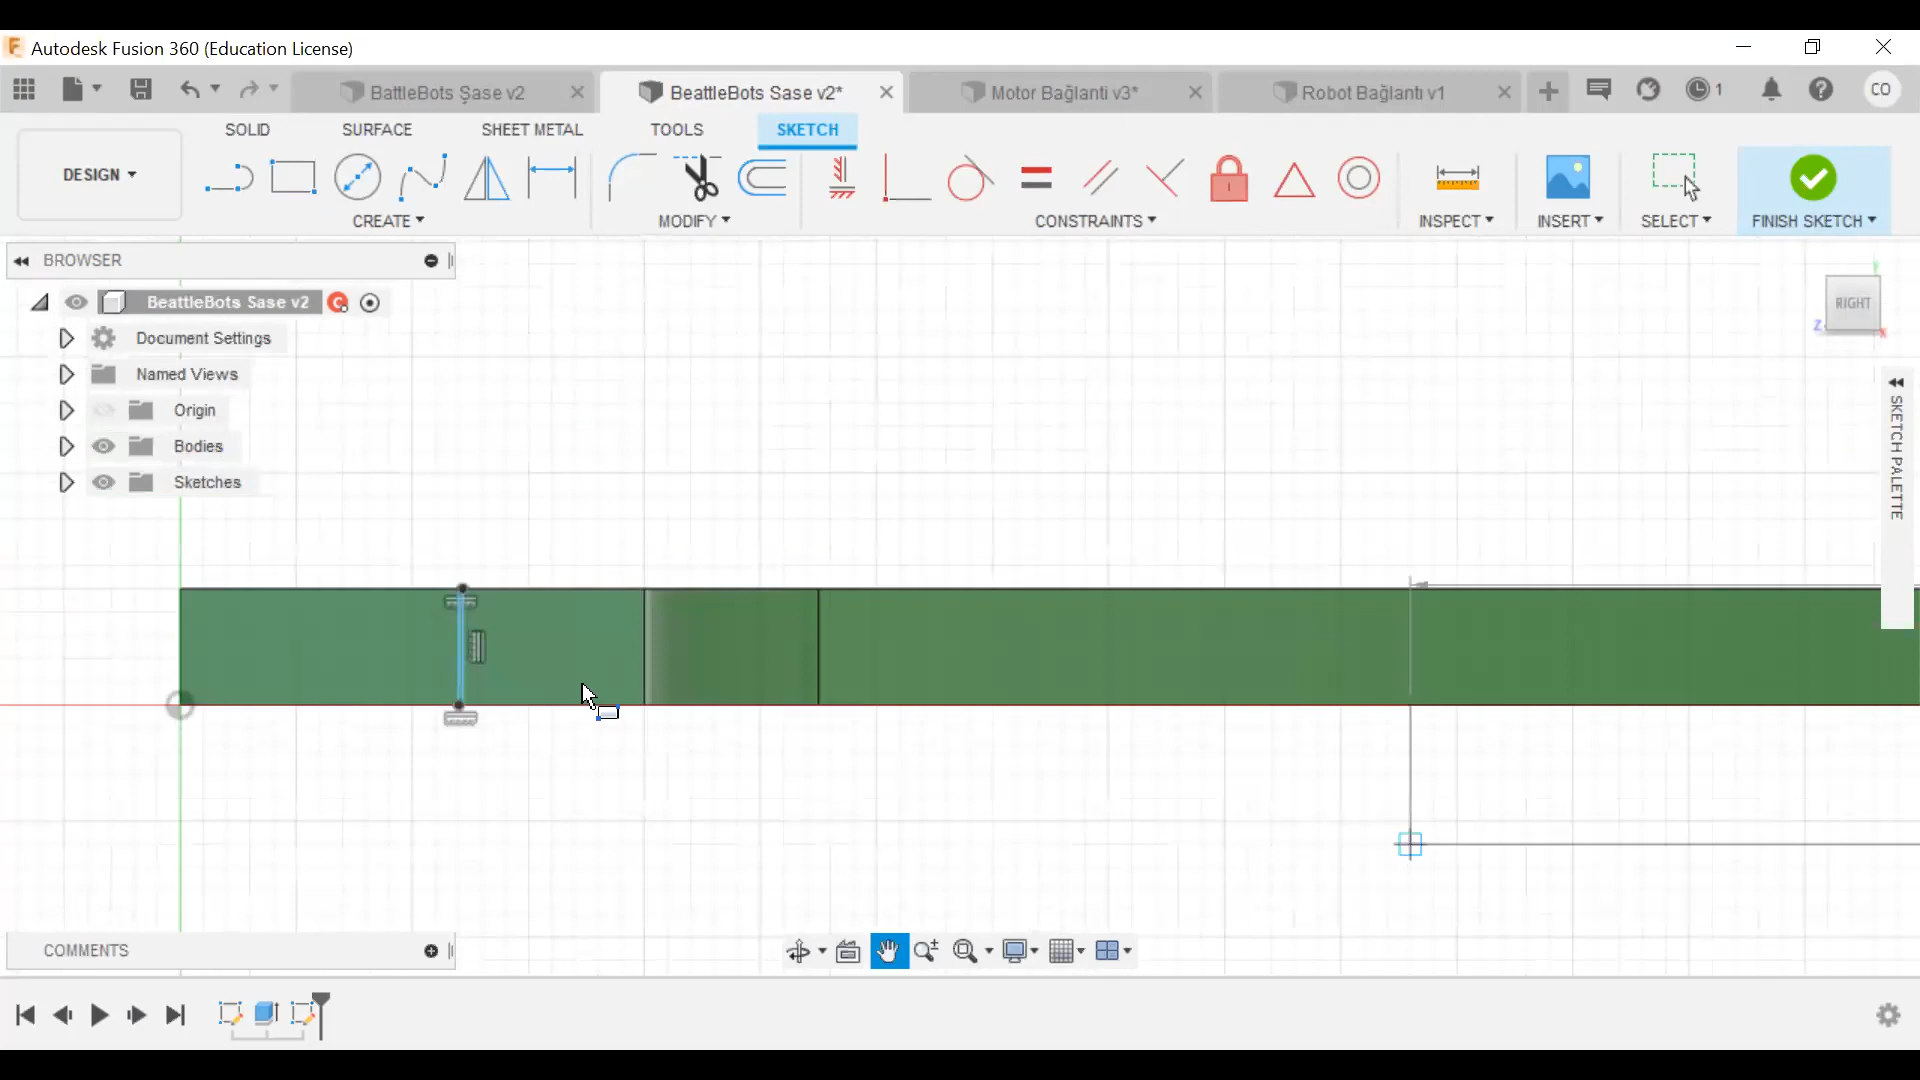 Autodesk Fusion 360 (Education License)
BattleBots Şase v2
BeattleBots Sase v2*
Motor Bağlanti v3*
Robot Bağlantı v1
1
CO
SOLID
SURFACE
SHEET METAL
TOOLS
SKETCH
DESIGN
CREATE
MODIFY
CONSTRAINTS
INSPECT
INSERT
SELECT
FINISH SKETCH
BROWSER
BeattleBots Sase v2
Document Settings
Named Views
Origin
Bodies
Sketches
RIGHT
Z
X
Y
SKETCH PALETTE
COMMENTS